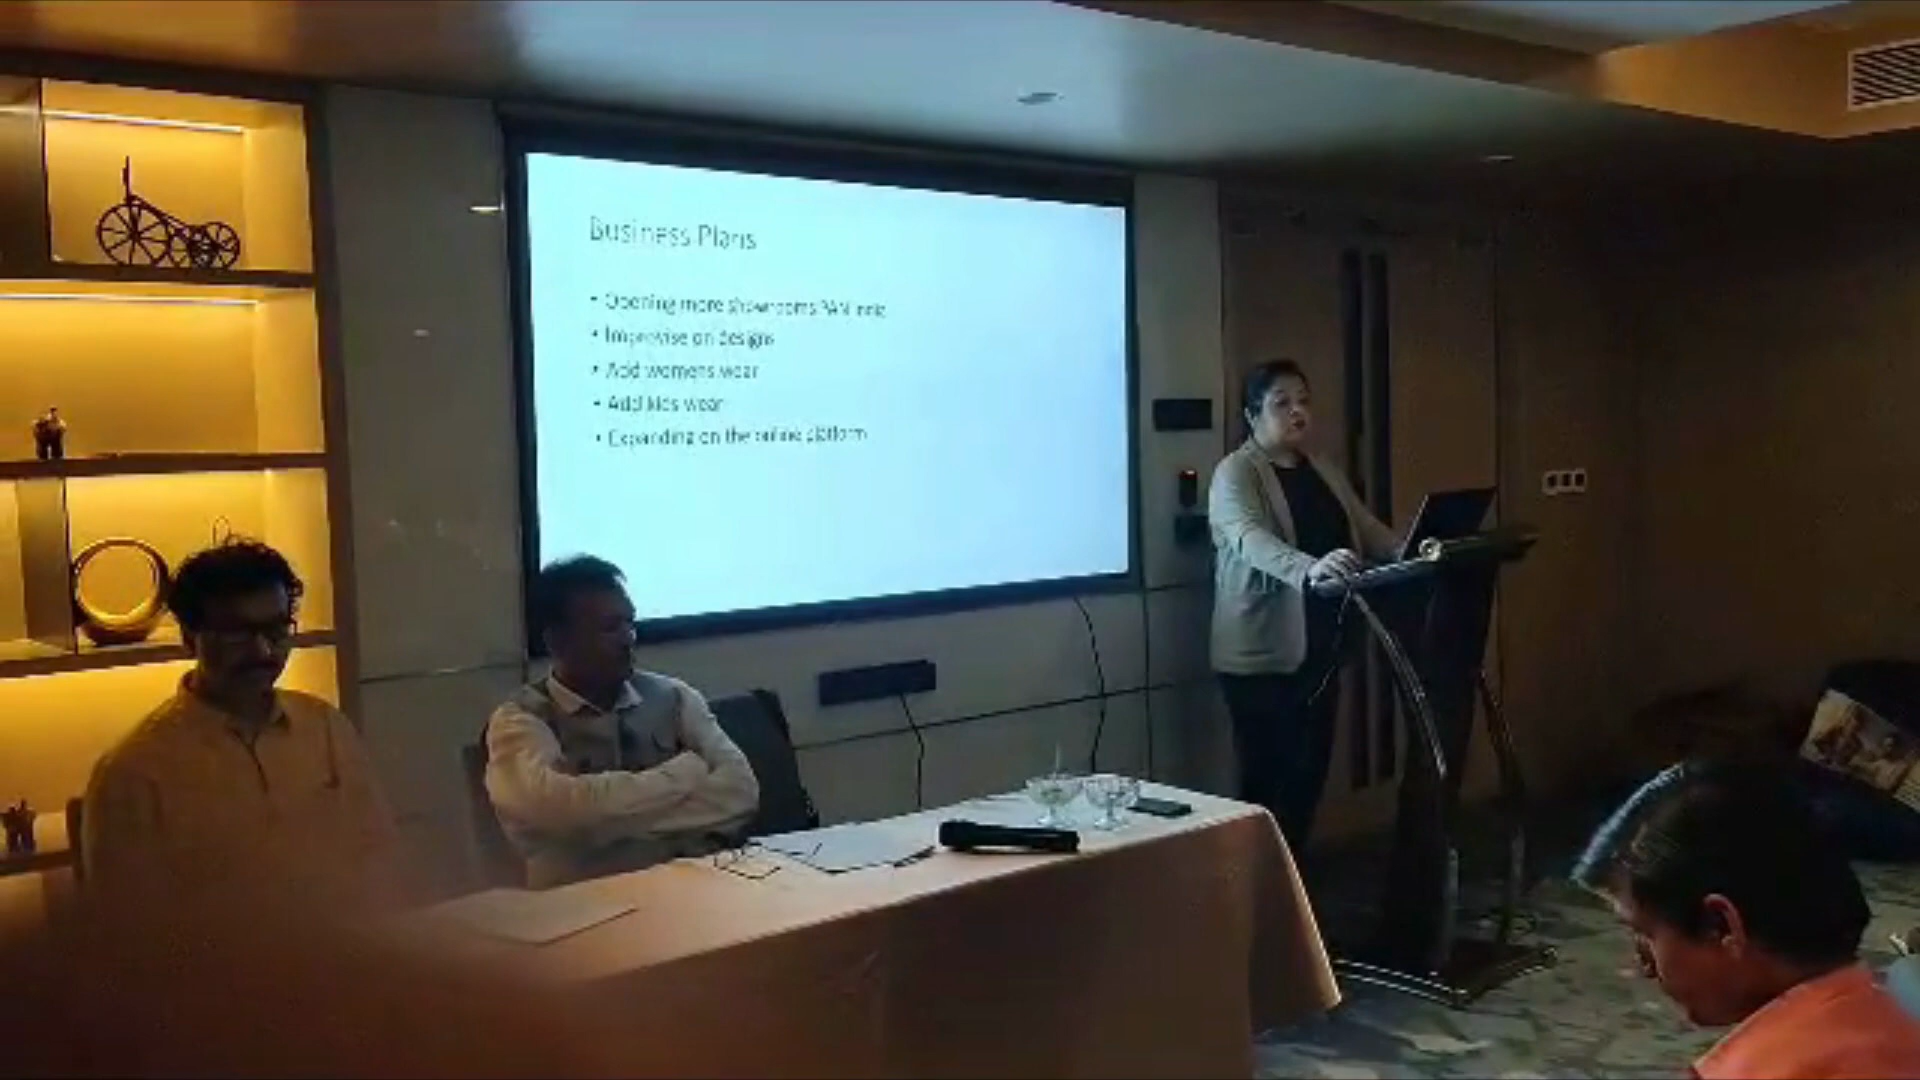 Business Plans
• Opening more showrooms PAN India
• Improvise on designs
• Add womens wear
• Add kids wear
• Expanding on the online platform